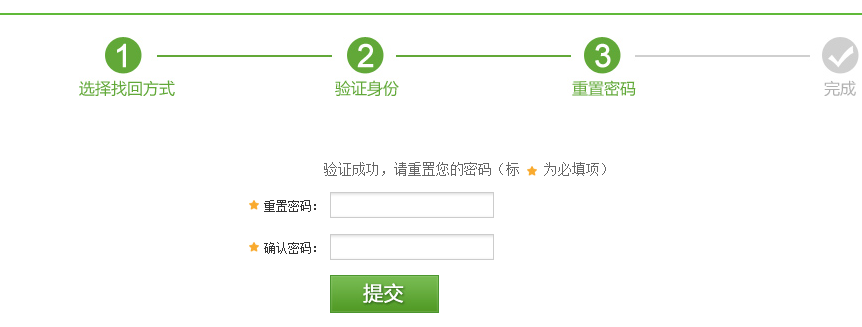 1 2 3
选择找回方式 验证身份 重置密码 完成
验证成功，请重置您的密码（标 ★ 为必填项）
★ 重置密码：
★ 确认密码：
提交